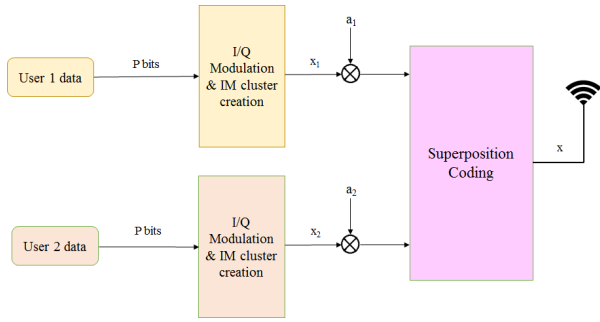 User 1 data
P bits
I/Q
Modulation
& IM cluster
creation
x₁
a₁
Superposition
Coding
x
User 2 data
P bits
I/Q
Modulation
& IM cluster
creation
x₂
a₂